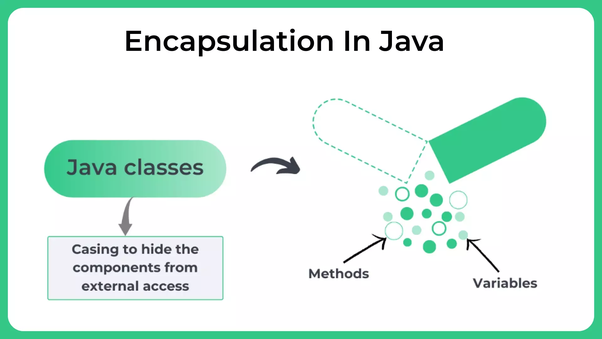 Encapsulation In Java
Java classes
Casing to hide the
components from
external access
Methods
Variables